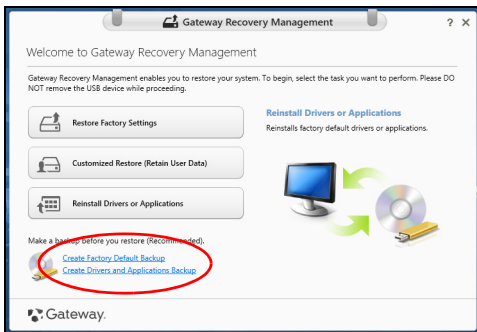 Gateway Recovery Management
? X
Welcome to Gateway Recovery Management
Gateway Recovery Management enables you to restore your system. To begin, select the task you want to perform. Please DO
NOT remove the USB device while proceeding.
Restore Factory Settings
Customized Restore (Retain User Data)
Reinstall Drivers or Applications
Reinstall Drivers or Applications
Reinstalls factory default drivers or applications.
Make a backup before you restore (Recommended).
Create Factory Default Backup
Create Drivers and Applications Backup
Gateway.